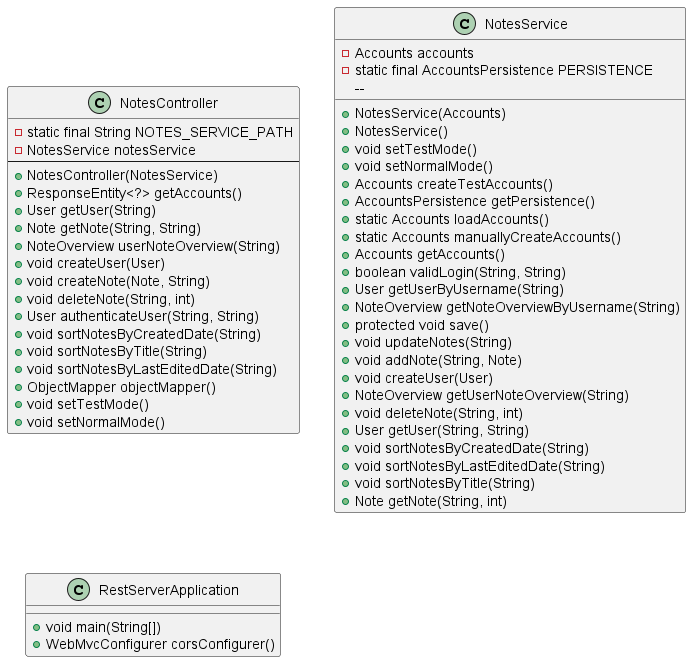 C NotesController
static final String NOTES_SERVICE_PATH
NotesService notesService
NotesController(NotesService)
ResponseEntity<?> getAccounts()
User getUser(String)
Note getNote(String, String)
NoteOverview userNoteOverview(String)
void createUser(User)
void createNote(Note, String)
void deleteNote(String, int)
User authenticateUser(String, String)
void sortNotesByCreatedDate(String)
void sortNotesByTitle(String)
void sortNotesByLastEditedDate(String)
ObjectMapper objectMapper()
void setTestMode()
void setNormalMode()
C NotesService
Accounts accounts
static final AccountsPersistence PERSISTENCE
--
NotesService(Accounts)
NotesService()
void setTestMode()
void setNormalMode()
Accounts createTestAccounts()
AccountsPersistence getPersistence()
static Accounts loadAccounts()
static Accounts manuallyCreateAccounts()
Accounts getAccounts()
boolean validLogin(String, String)
User getUserByUsername(String)
NoteOverview getNoteOverviewByUsername(String)
protected void save()
void updateNotes(String)
void addNote(String, Note)
void createUser(User)
NoteOverview getUserNoteOverview(String)
void deleteNote(String, int)
User getUser(String, String)
void sortNotesByCreatedDate(String)
void sortNotesByLastEditedDate(String)
void sortNotesByTitle(String)
Note getNote(String, int)
C RestServerApplication
void main(String[])
WebMvcConfigurer corsConfigurer()